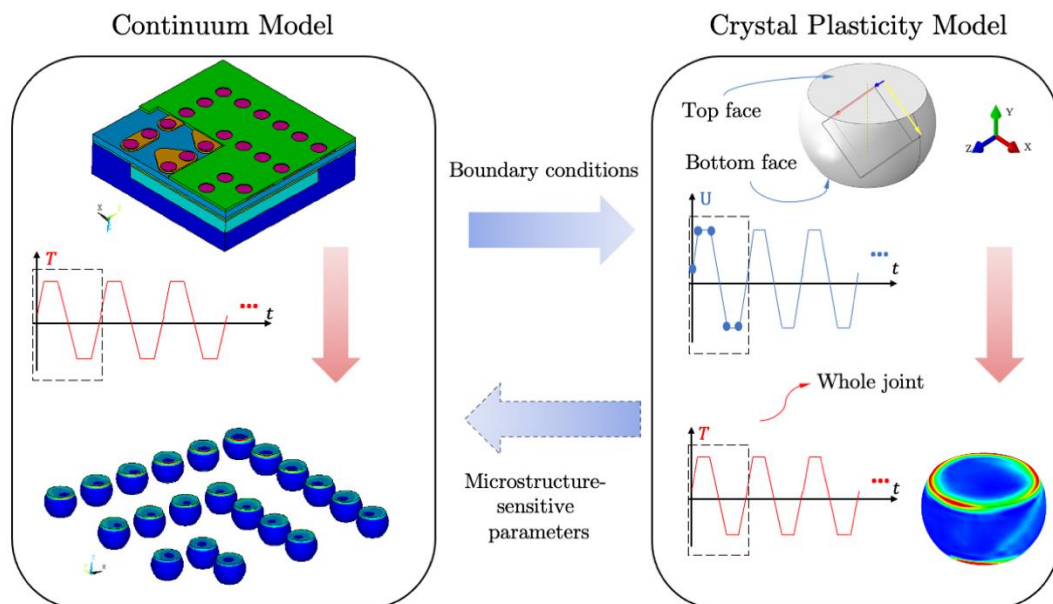 Continuum Model
Crystal Plasticity Model
Top face
Bottom face
Y
Z
X
Boundary conditions
X
U
t
T
t
Whole joint
T
t
Microstructure-
sensitive
parameters
X